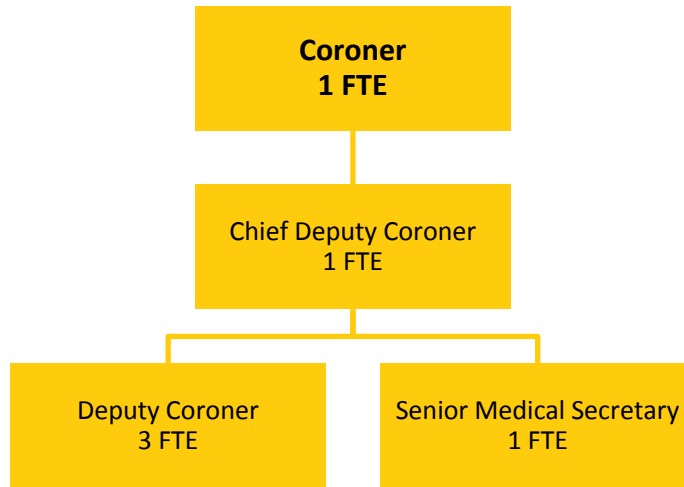 Coroner
1 FTE
Chief Deputy Coroner
1 FTE
Deputy Coroner
3 FTE
Senior Medical Secretary
1 FTE